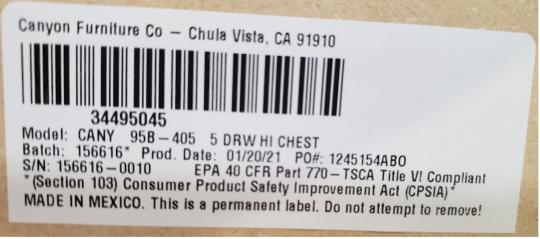 Canyon Furniture Co – Chula Vista, CA 91910
34495045
Model: CANY 95B-405 5 DRW HI CHEST
Batch: 156616* Prod. Date: 01/20/21 PO#: 1245154ABO
S/N: 156616-0010 EPA 40 CFR Part 770-TSCA Title VI Compliant
*(Section 103) Consumer Product Safety Improvement Act (CPSIA)*
MADE IN MEXICO. This is a permanent label. Do not attempt to remove!